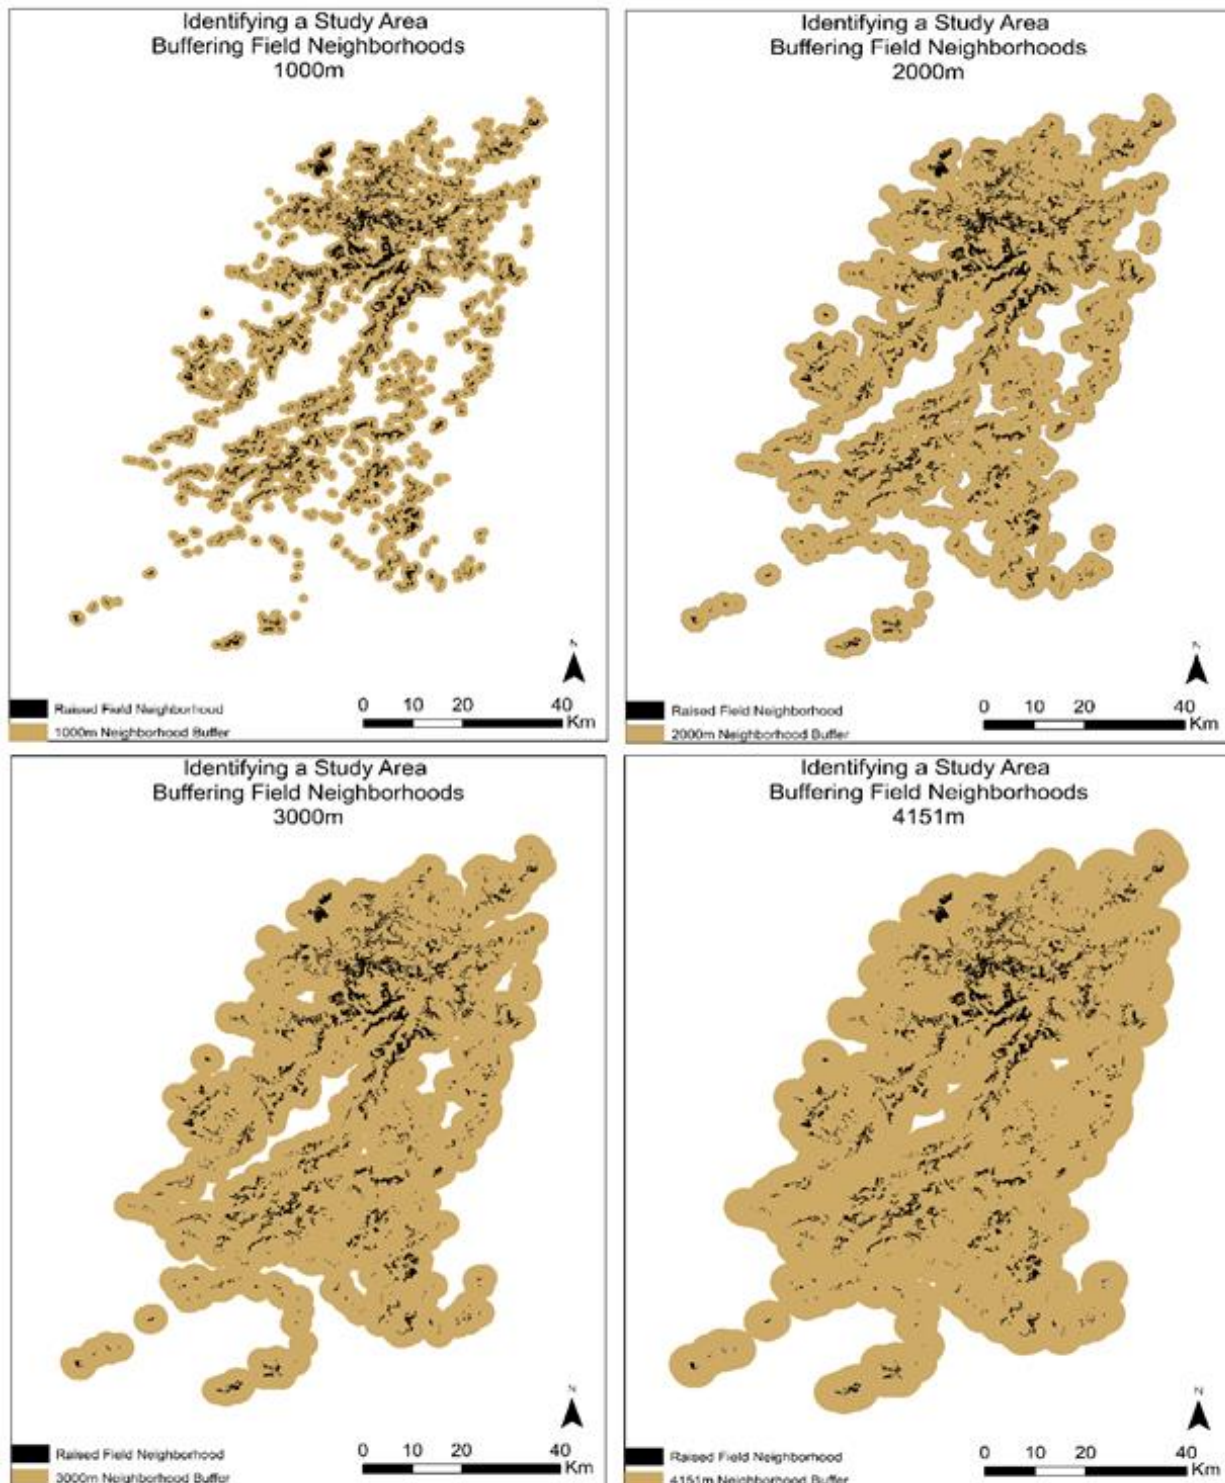 Identifying a Study Area
Buffering Field Neighborhoods
1000m
N
Raised Field Neighborhood
1000m Neighborhood Buffer
0 10 20 40
Km
Identifying a Study Area
Buffering Field Neighborhoods
2000m
N
Raised Field Neighborhood
2000m Neighborhood Buffer
0 10 20 40
Km
Identifying a Study Area
Buffering Field Neighborhoods
3000m
N
Raised Field Neighborhood
3000m Neighborhood Buffer
0 10 20 40
Km
Identifying a Study Area
Buffering Field Neighborhoods
4151m
N
Raised Field Neighborhood
4151m Neighborhood Buffer
0 10 20 40
Km